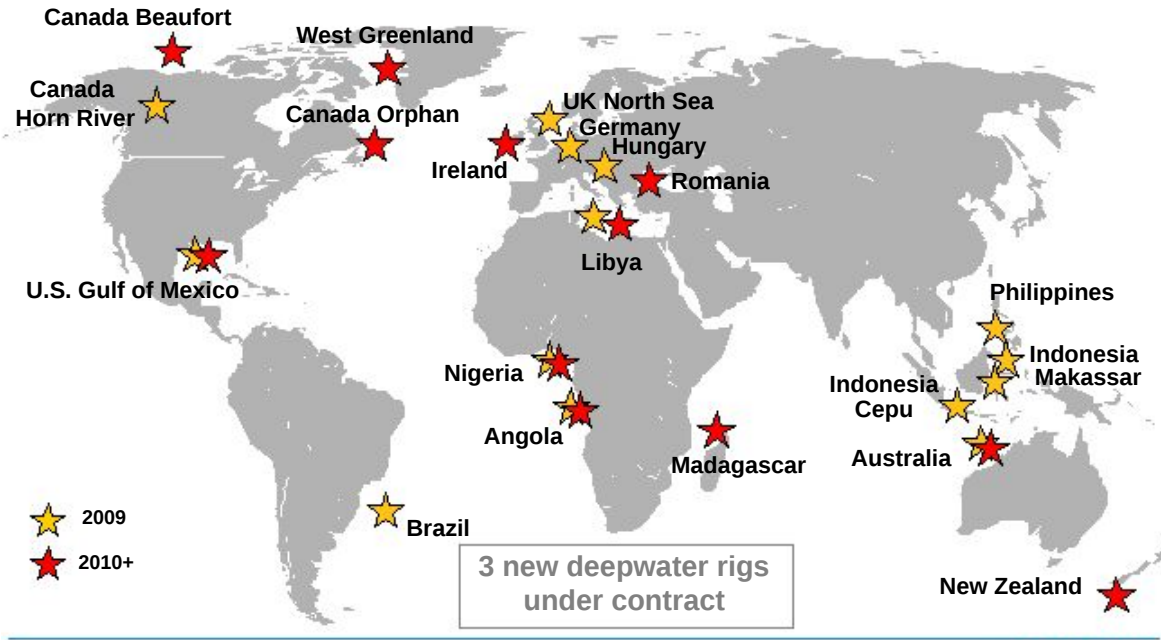 Canada Beaufort
West Greenland
Canada
Horn River
Canada Orphan
UK North Sea
Germany
Hungary
Ireland
Romania
Libya
U.S. Gulf of Mexico
Philippines
Nigeria
Indonesia
Makassar
Indonesia
Cepu
Angola
Madagascar
Australia
2009
Brazil
2010+
3 new deepwater rigs
under contract
New Zealand